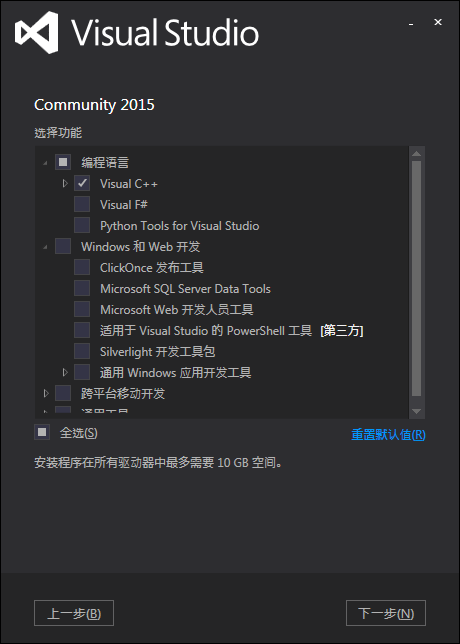 Visual Studio
Community 2015
选择功能
编程语言
Visual C++
Visual F#
Python Tools for Visual Studio
Windows 和 Web 开发
ClickOnce 发布工具
Microsoft SQL Server Data Tools
Microsoft Web 开发人员工具
适用于 Visual Studio 的 PowerShell 工具 [第三方]
Silverlight 开发工具包
通用 Windows 应用开发工具
跨平台移动开发
通用工具
全选(S) 重置默认值(R)
安装程序在所有驱动器中最多需要 10 GB 空间。
上一步(B) 下一步(N)